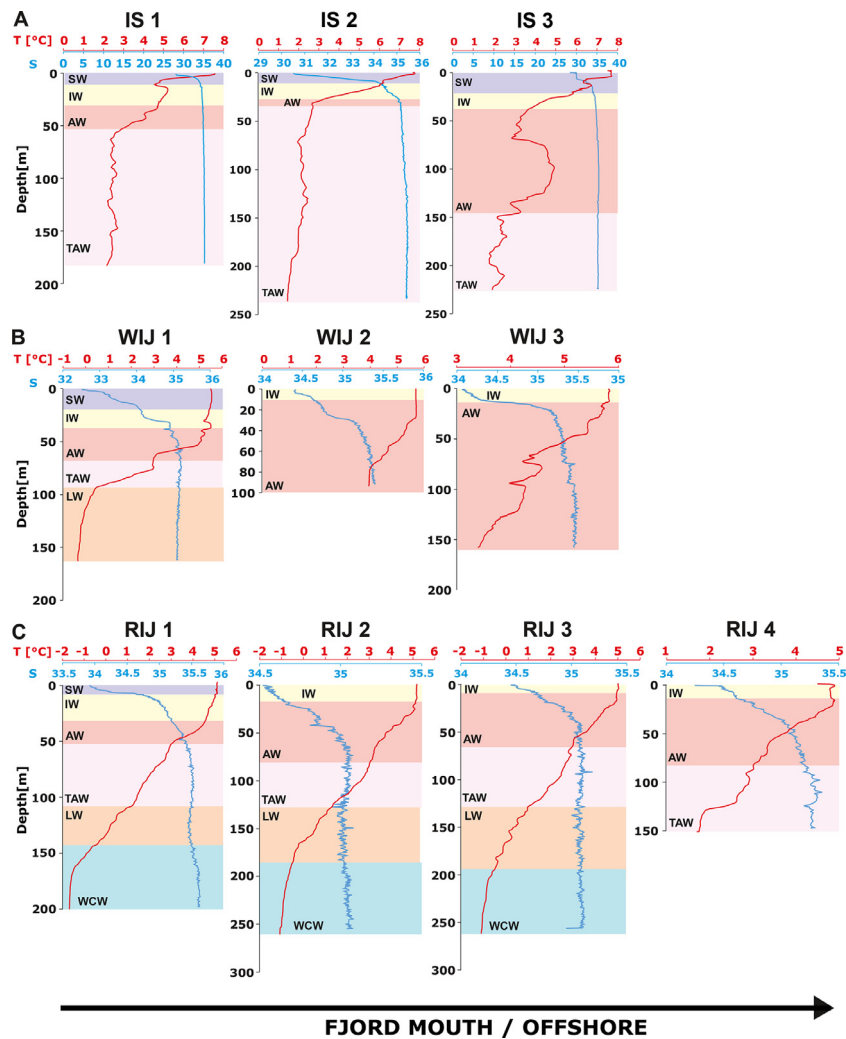 A
IS 1
IS 2
IS 3
T [°C]
0 1 2 3 4 5 6 7 8
0 1 2 3 4 5 6 7 8
0 1 2 3 4 5 6 7 8
S
0 5 10 15 20 25 30 35 40
29 30 31 32 33 34 35 36
0 5 10 15 20 25 30 35 40
Depth[m]
0
50
100
150
200
SW
IW
AW
TAW
0
50
100
150
200
250
SW
IW
AW
TAW
0
50
100
150
200
250
SW
IW
AW
TAW
B
WIJ 1
WIJ 2
WIJ 3
T [°C]
-1 0 1 2 3 4 5 6
0 1 2 3 4 5 6
3 4 5 6
S
32 33 34 35 36
34 34.5 35 35.5 36
34 34.5 35 35.5 35
Depth[m]
0
50
100
150
200
SW
IW
AW
TAW
LW
0
20
40
60
80
100
IW
AW
0
50
100
150
200
IW
AW
C
RIJ 1
RIJ 2
RIJ 3
RIJ 4
T [°C]
-2 -1 0 1 2 3 4 5 6
-2 -1 0 1 2 3 4 5 6
-2 -1 0 1 2 3 4 5 6
1 2 3 4 5
S
33.5 34 34.5 35 35.5 36
34.5 35 35.5
34 34.5 35 35.5
34 34.5 35 35.5
Depth[m]
0
50
100
150
200
SW
IW
AW
TAW
LW
WCW
0
50
100
150
200
250
300
IW
AW
TAW
LW
WCW
0
50
100
150
200
250
300
IW
AW
TAW
LW
WCW
0
50
100
150
IW
AW
TAW
FJORD MOUTH / OFFSHORE